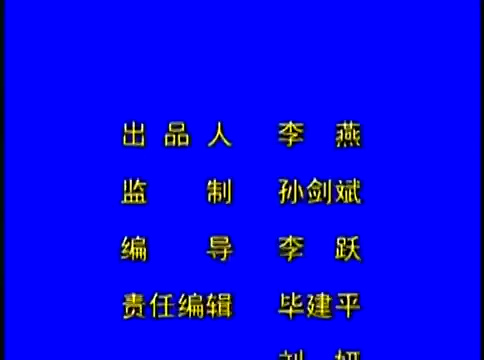 出品人 李燕
监制 孙剑斌
编导 李跃
责任编辑 毕建平